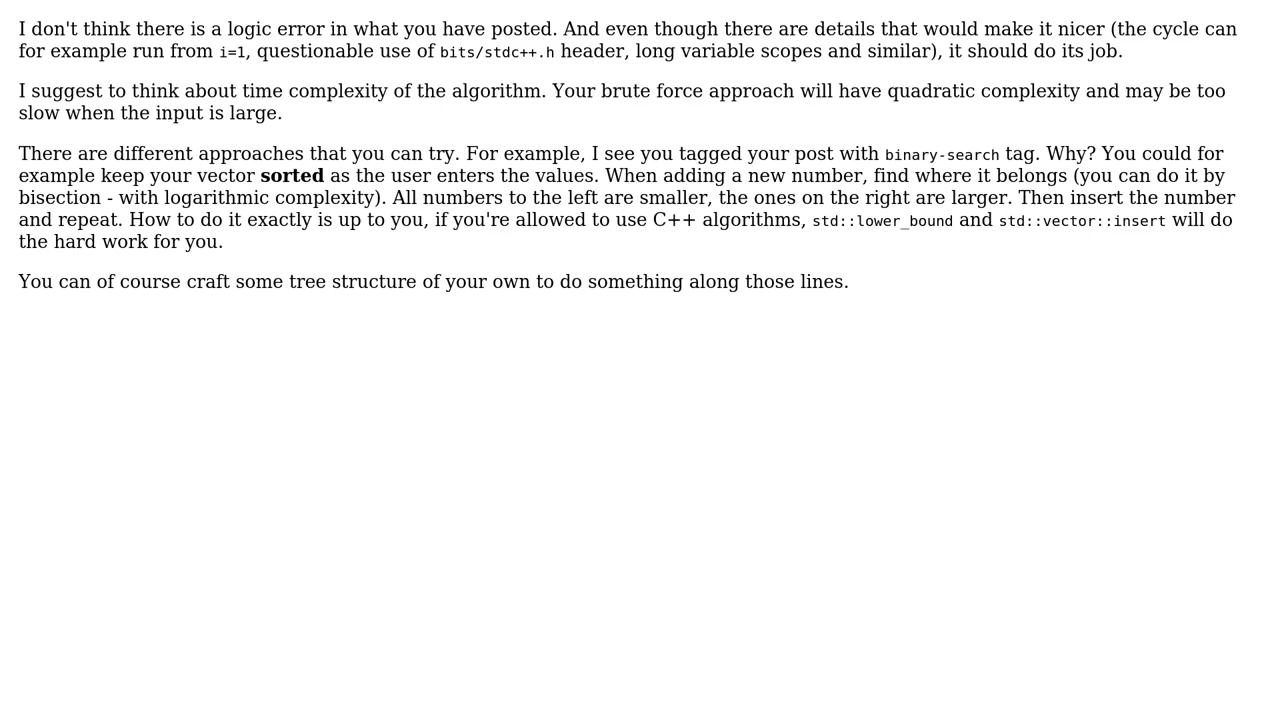 I don't think there is a logic error in what you have posted. And even though there are details that would make it nicer (the cycle can
for example run from i=1, questionable use of bits/stdc++.h header, long variable scopes and similar), it should do its job.
I suggest to think about time complexity of the algorithm. Your brute force approach will have quadratic complexity and may be too
slow when the input is large.
There are different approaches that you can try. For example, I see you tagged your post with binary-search tag. Why? You could for
example keep your vector sorted as the user enters the values. When adding a new number, find where it belongs (you can do it by
bisection - with logarithmic complexity). All numbers to the left are smaller, the ones on the right are larger. Then insert the number
and repeat. How to do it exactly is up to you, if you're allowed to use C++ algorithms, std::lower_bound and std::vector::insert will do
the hard work for you.
You can of course craft some tree structure of your own to do something along those lines.